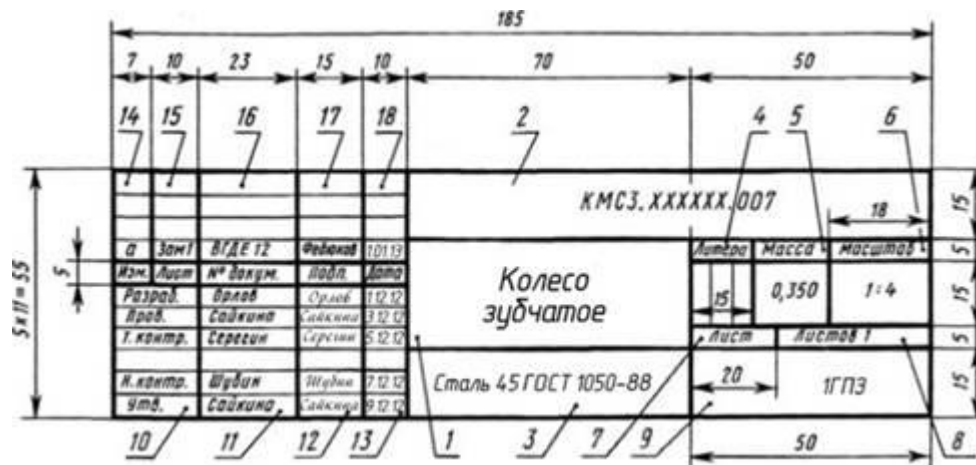 185
7 10 23 15 10 70 50
14 15 16 17 18 2 4 5 6
КМСЗ.XXXXXX.007
15
18
а Зам1 ВГДЕ 12 Федюков 1.01.13
Литера Масса Масштаб 5
Изм. Лист № докум. Подп. Дата
5
5х11=55
Колесо
зубчатое
15 0,350 1:4 15
Разраб. Орлов Орлов 1.12.12
Пров. Сайкина Сайкина 3.12.12
Т. контр. Серегин Серегин 5.12.12
Лист Листов 1 5
Н. контр. Шубин Шубин 7.12.12
Сталь 45 ГОСТ 1050-88
20 1ГПЗ 15
Утв. Сайкина Сайкина 9.12.12
10 11 12 13 1 3 7 9 8
50